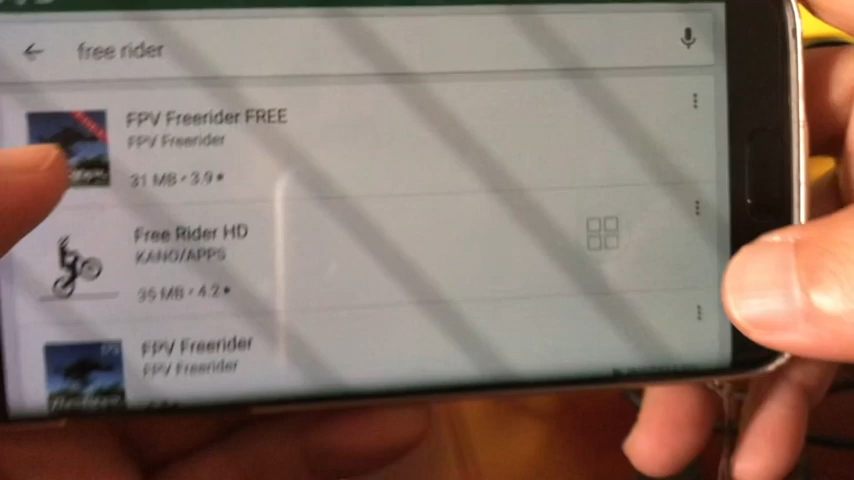 free rider
FPV Freerider FREE
FPV Freerider
31 MB • 3.9★
Free Rider HD
KANO/APPS
35 MB • 4.2★
FPV Freerider
FPV Freerider